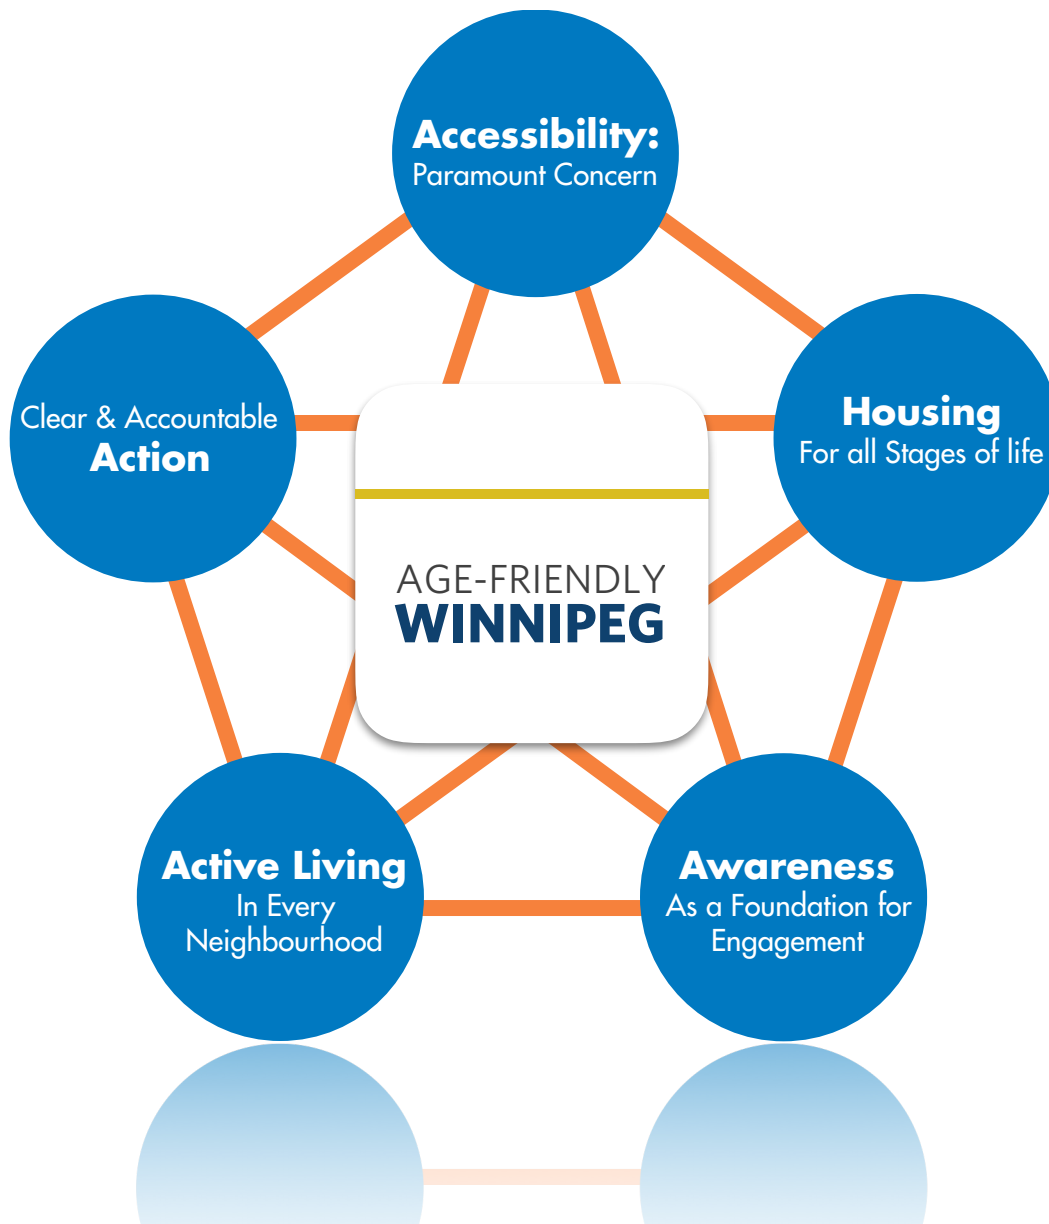 Accessibility:
Paramount Concern
Clear & Accountable
Action
Housing
For all Stages of life
AGE-FRIENDLY
WINNIPEG
Active Living
In Every
Neighbourhood
Awareness
As a Foundation for
Engagement